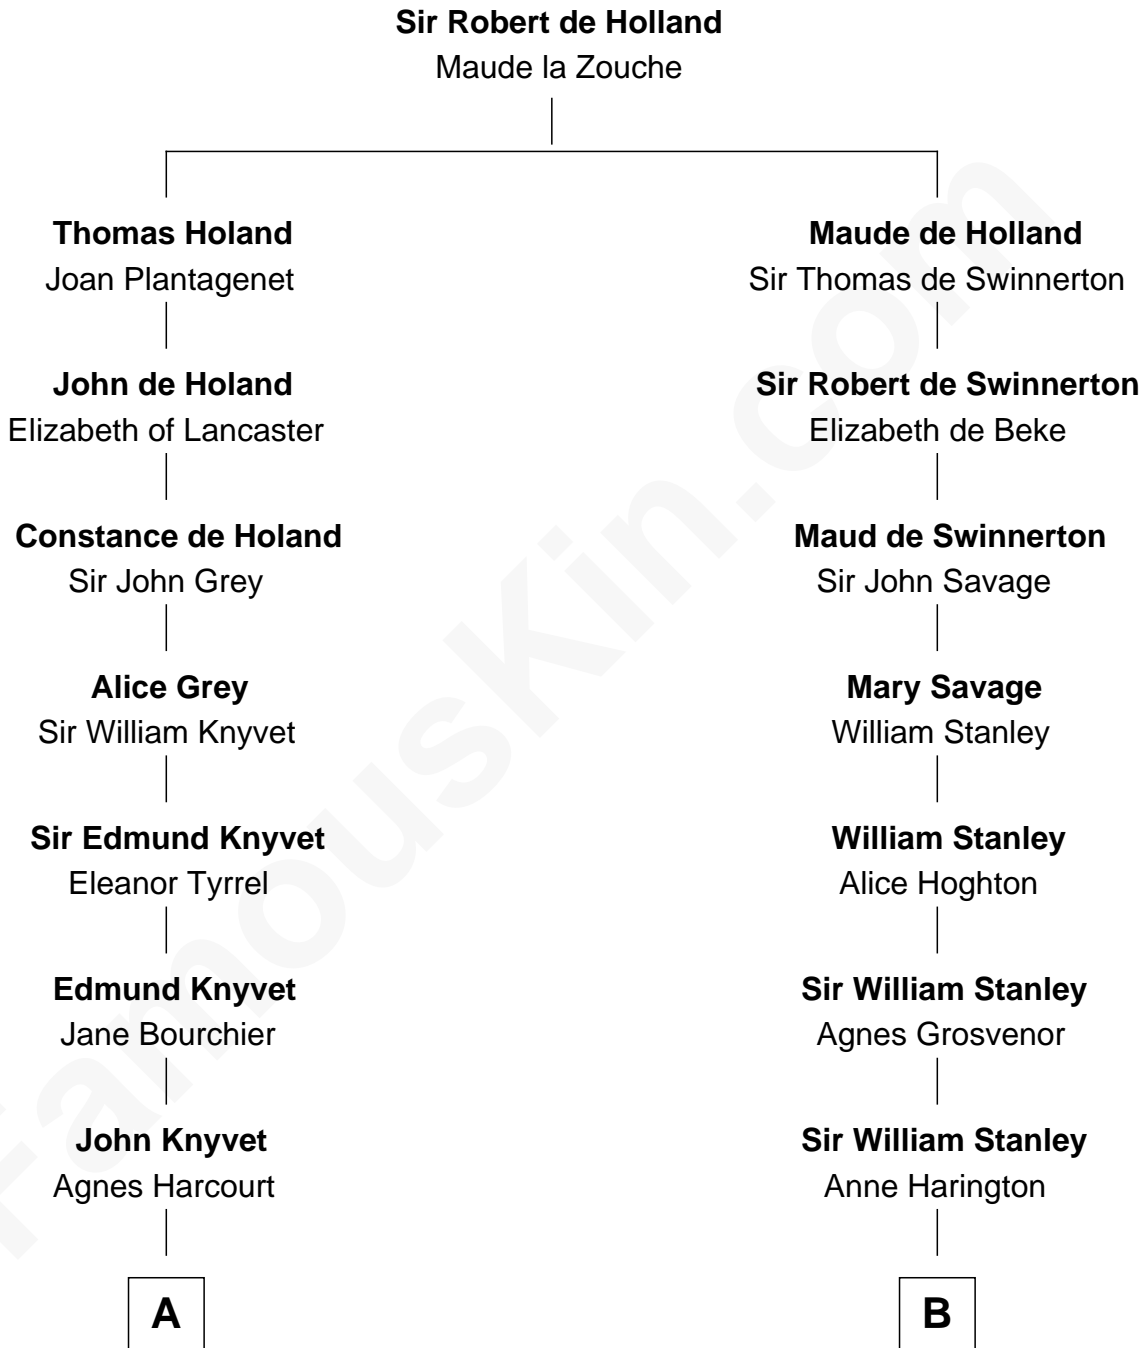 Sir Robert de Holland
Maude la Zouche
Thomas Holand
Joan Plantagenet
John de Holand
Elizabeth of Lancaster
Constance de Holand
Sir John Grey
Alice Grey
Sir William Knyvet
Sir Edmund Knyvet
Eleanor Tyrrel
Edmund Knyvet
Jane Bourchier
John Knyvet
Agnes Harcourt
A
Maude de Holland
Sir Thomas de Swinnerton
Sir Robert de Swinnerton
Elizabeth de Beke
Maud de Swinnerton
Sir John Savage
Mary Savage
William Stanley
William Stanley
Alice Hoghton
Sir William Stanley
Agnes Grosvenor
Sir William Stanley
Anne Harington
B
FamousKin.com